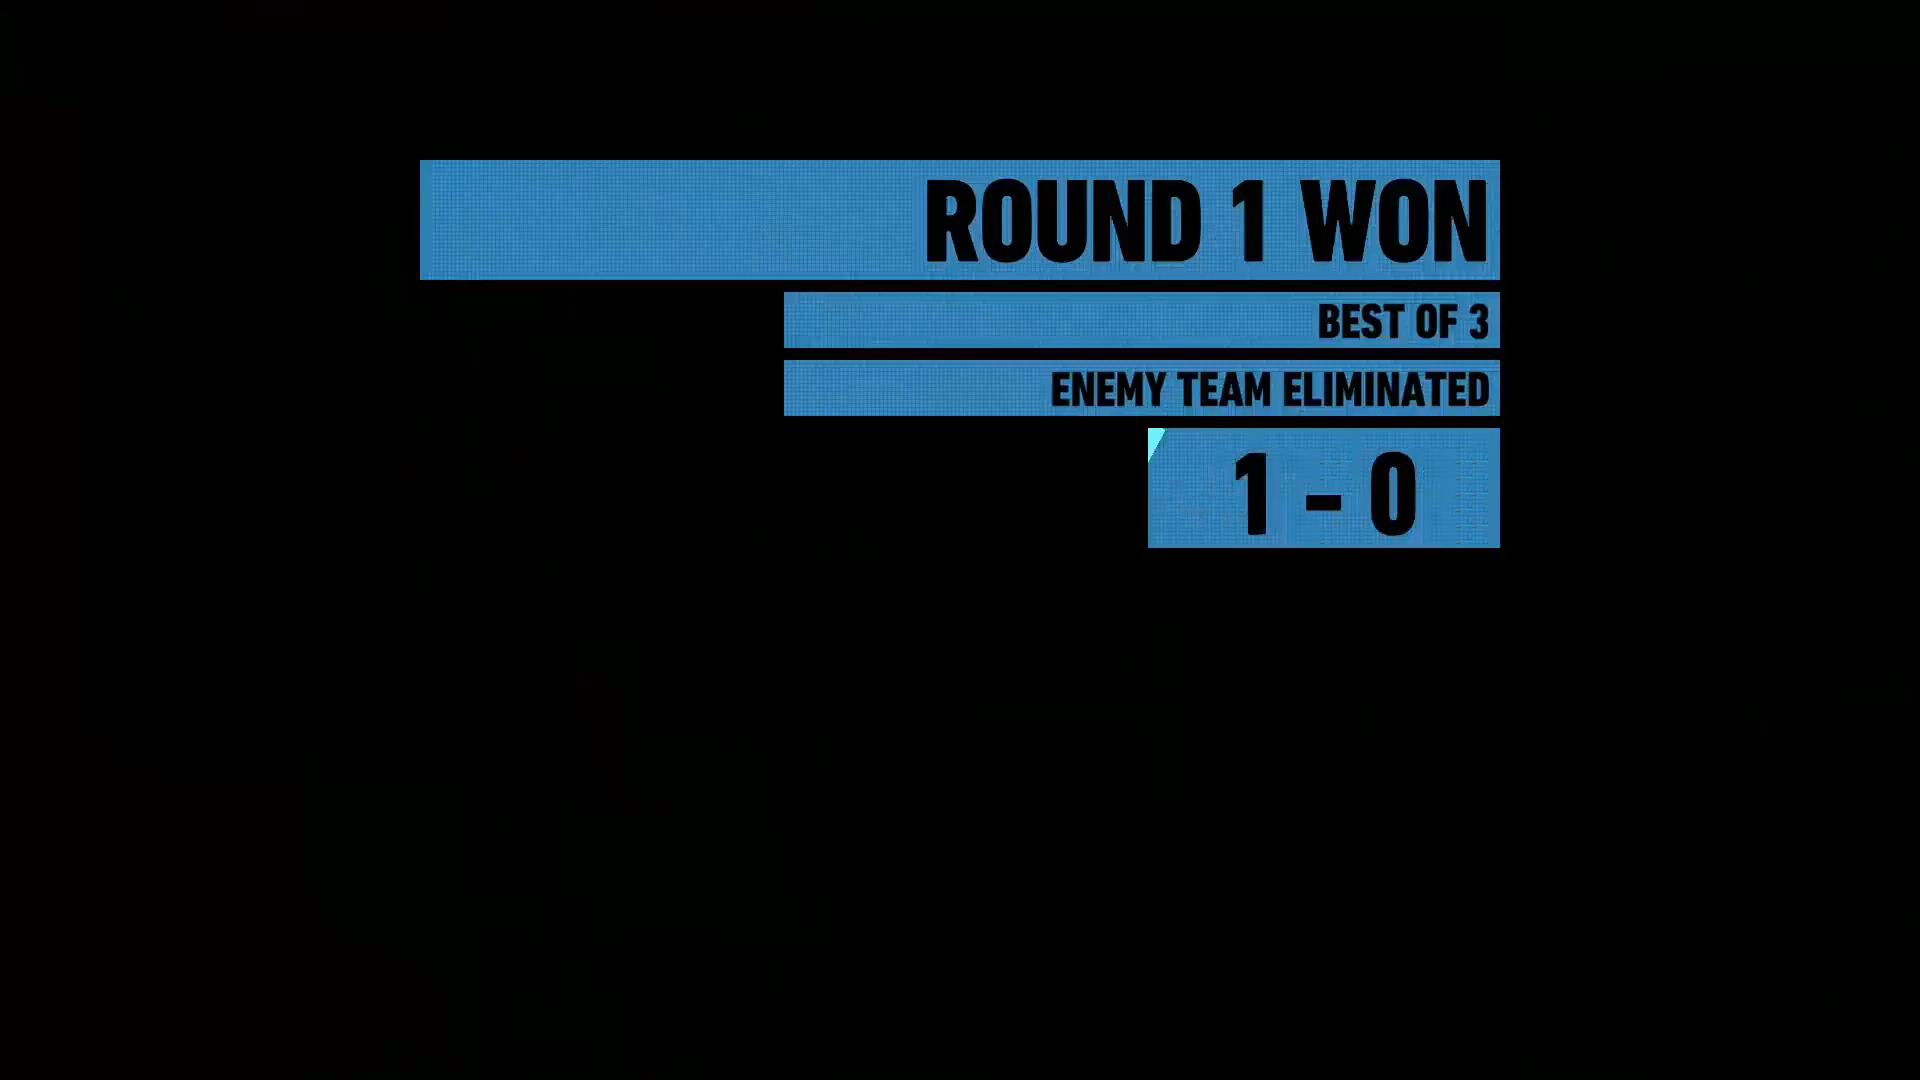 ROUND 1 WON
BEST OF 3
ENEMY TEAM ELIMINATED
1 - 0